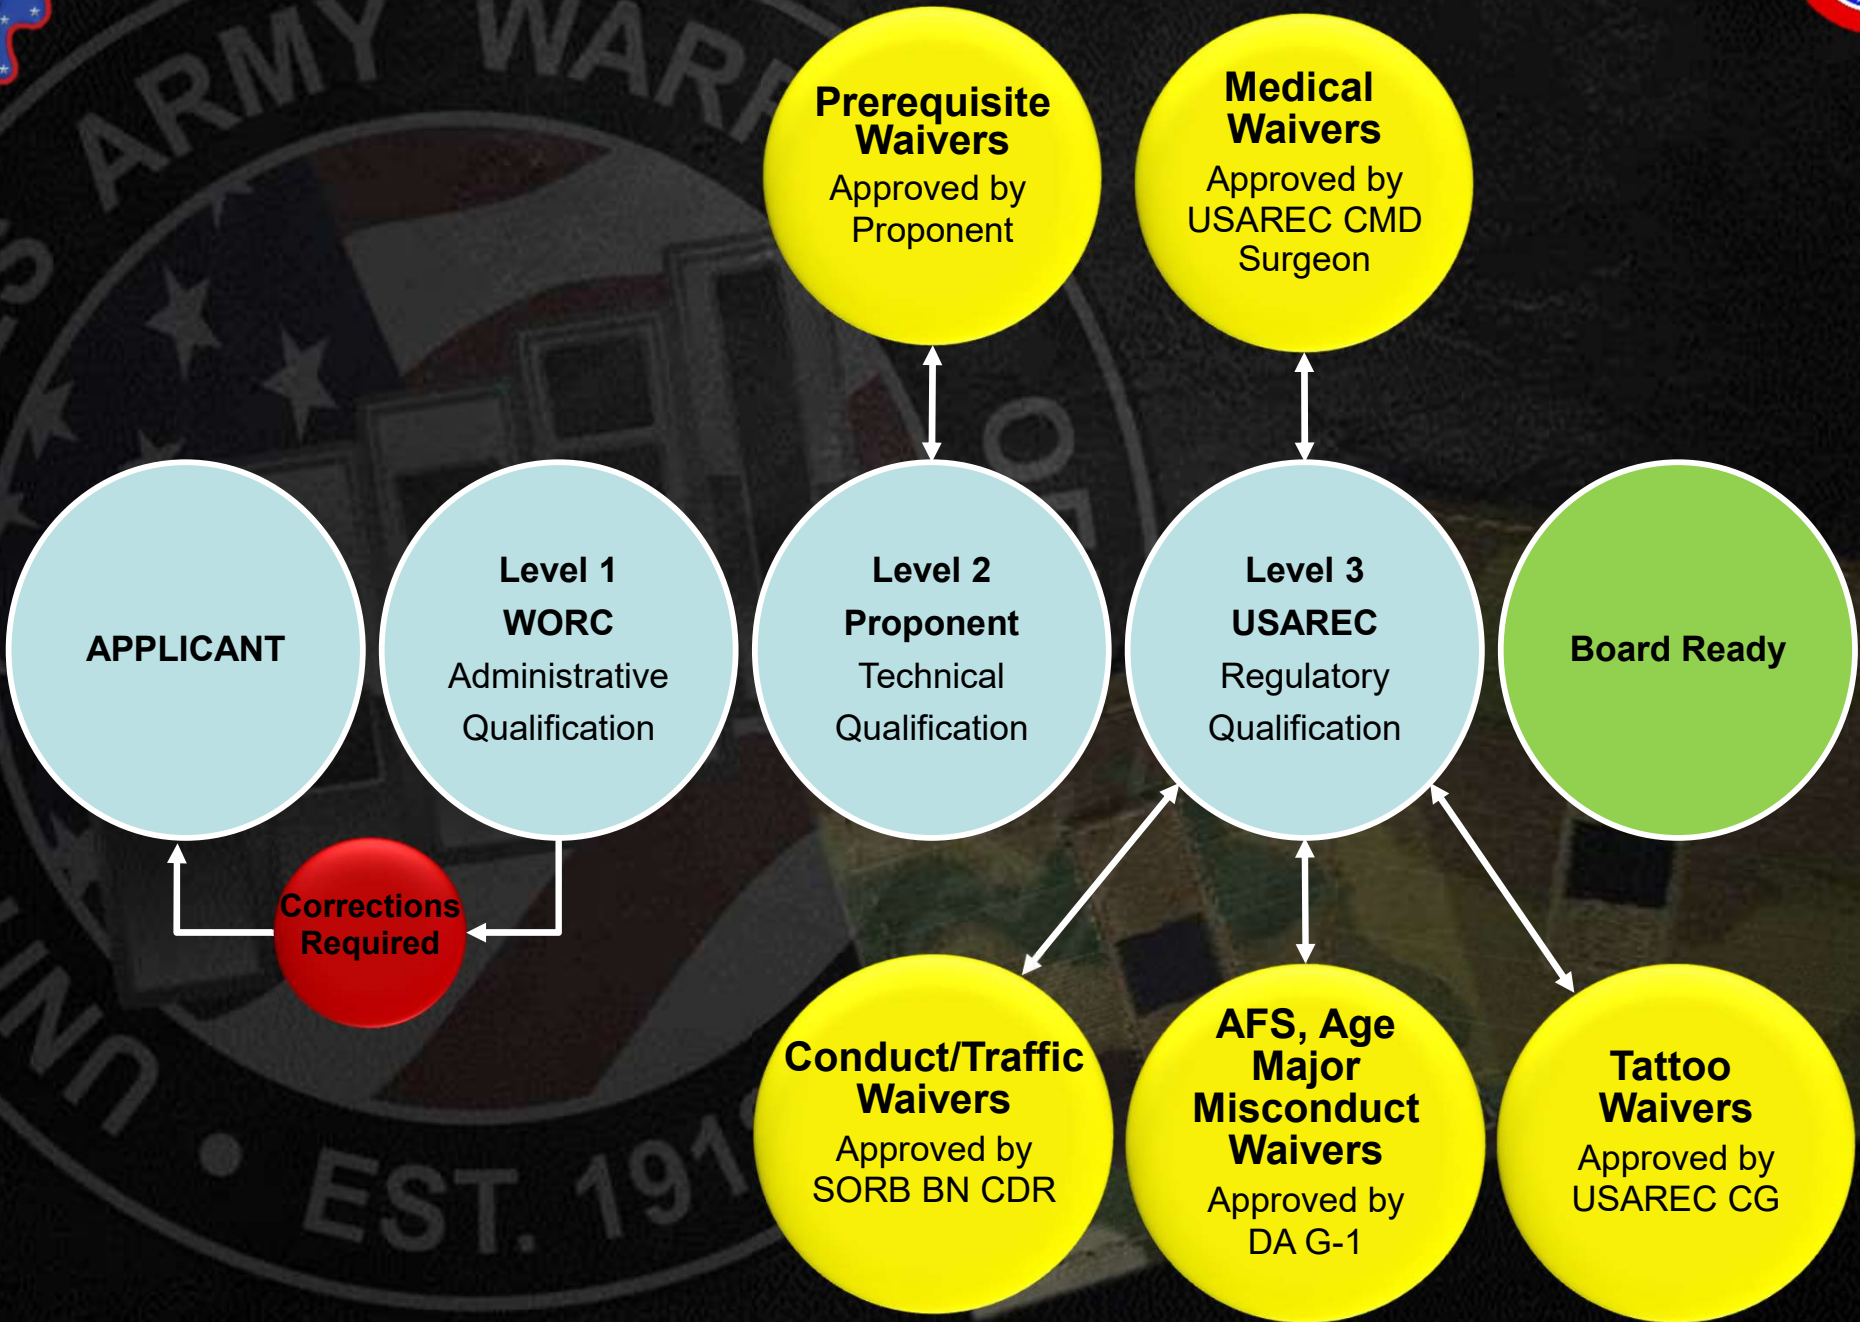 ARMY WAR
EST. 191
Prerequisite
Waivers
Approved by
Proponent
Medical
Waivers
Approved by
USAREC CMD
Surgeon
APPLICANT
Level 1
WORC
Administrative
Qualification
Level 2
Proponent
Technical
Qualification
Level 3
USAREC
Regulatory
Qualification
Board Ready
Corrections
Required
Conduct/Traffic
Waivers
Approved by
SORB BN CDR
AFS, Age
Major
Misconduct
Waivers
Approved by
DA G-1
Tattoo
Waivers
Approved by
USAREC CG